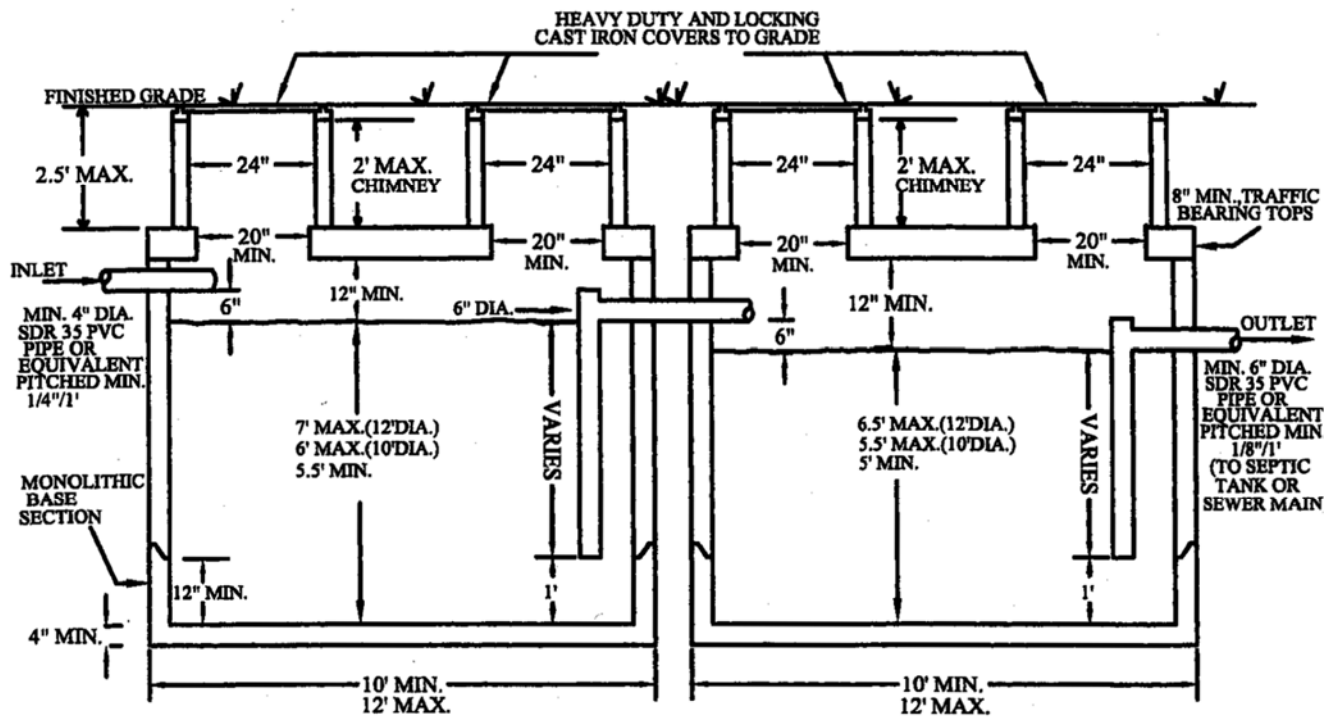 HEAVY DUTY AND LOCKING
CAST IRON COVERS TO GRADE
FINISHED GRADE
2.5' MAX.
24"
2' MAX.
CHIMNEY
24"
24"
2' MAX.
CHIMNEY
24"
8" MIN.,TRAFFIC
BEARING TOPS
20"
MIN.
20"
MIN.
20"
MIN.
20"
MIN.
INLET
6"
12" MIN.
6" DIA.
6"
12" MIN.
OUTLET
MIN. 4" DIA.
SDR 35 PVC
PIPE OR
EQUIVALENT
PITCHED MIN.
1/4"/1'
7' MAX.(12'DIA.)
6' MAX.(10'DIA.)
5.5' MIN.
VARIES
6.5' MAX.(12'DIA.)
5.5' MAX.(10'DIA.)
5' MIN.
VARIES
MIN. 6" DIA.
SDR 35 PVC
PIPE OR
EQUIVALENT
PITCHED MIN
1/8"/1'
(TO SEPTIC
TANK OR
SEWER MAIN
MONOLITHIC
BASE
SECTION
12" MIN.
1'
1'
4" MIN.
10' MIN.
12' MAX.
10' MIN.
12' MAX.